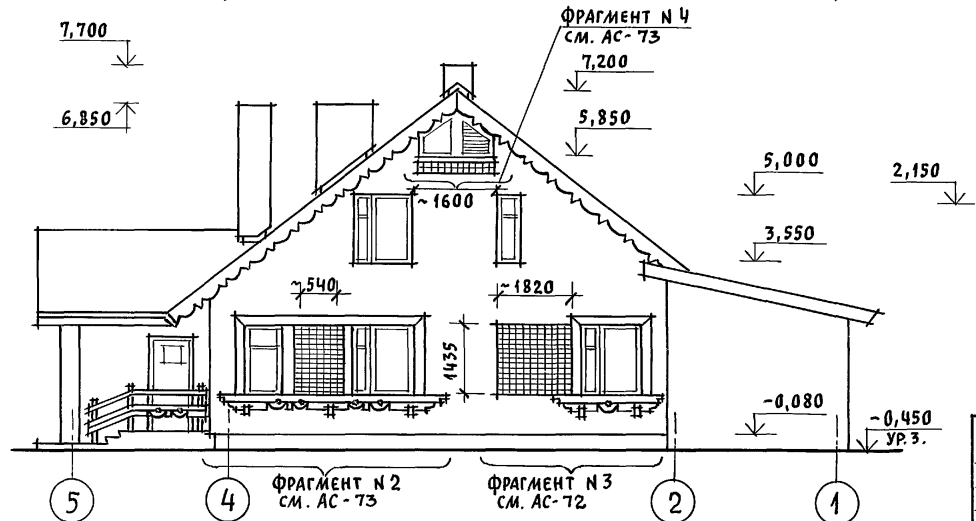 ФРАГМЕНТ N 4
СМ. АС-73
7,700
7,200
6,850
5,850
5,000
2,150
~1600
3,550
~540
~1820
1435
-0,080
-0,450
УР.З.
ФРАГМЕНТ N 2
СМ. АС-73
ФРАГМЕНТ N 3
СМ. АС-72
5
4
2
1